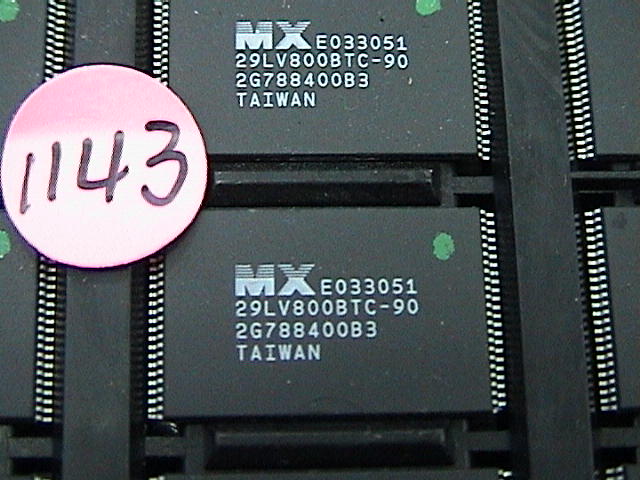 MX E033051
29LV800BTC-90
2G788400B3
TAIWAN
1143
MX E033051
29LV800BTC-90
2G788400B3
TAIWAN